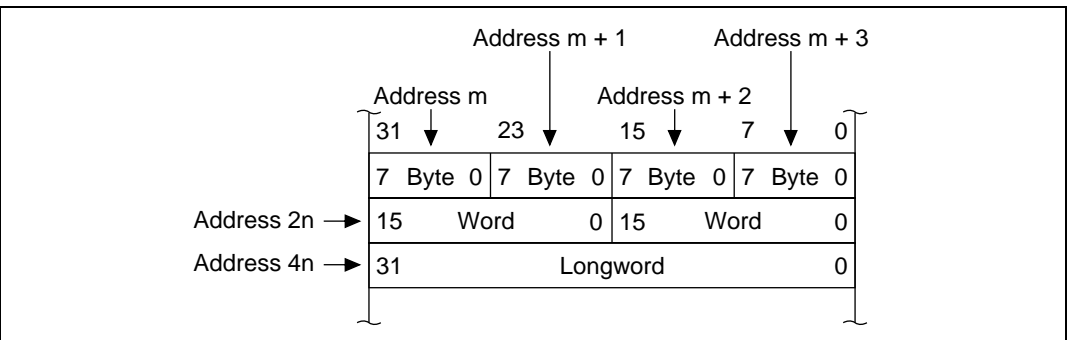 Address m + 1 Address m + 3
Address m Address m + 2
31 23 15 7 0
7 Byte 0 7 Byte 0 7 Byte 0 7 Byte 0
Address 2n 15 Word 0 15 Word 0
Address 4n 31 Longword 0